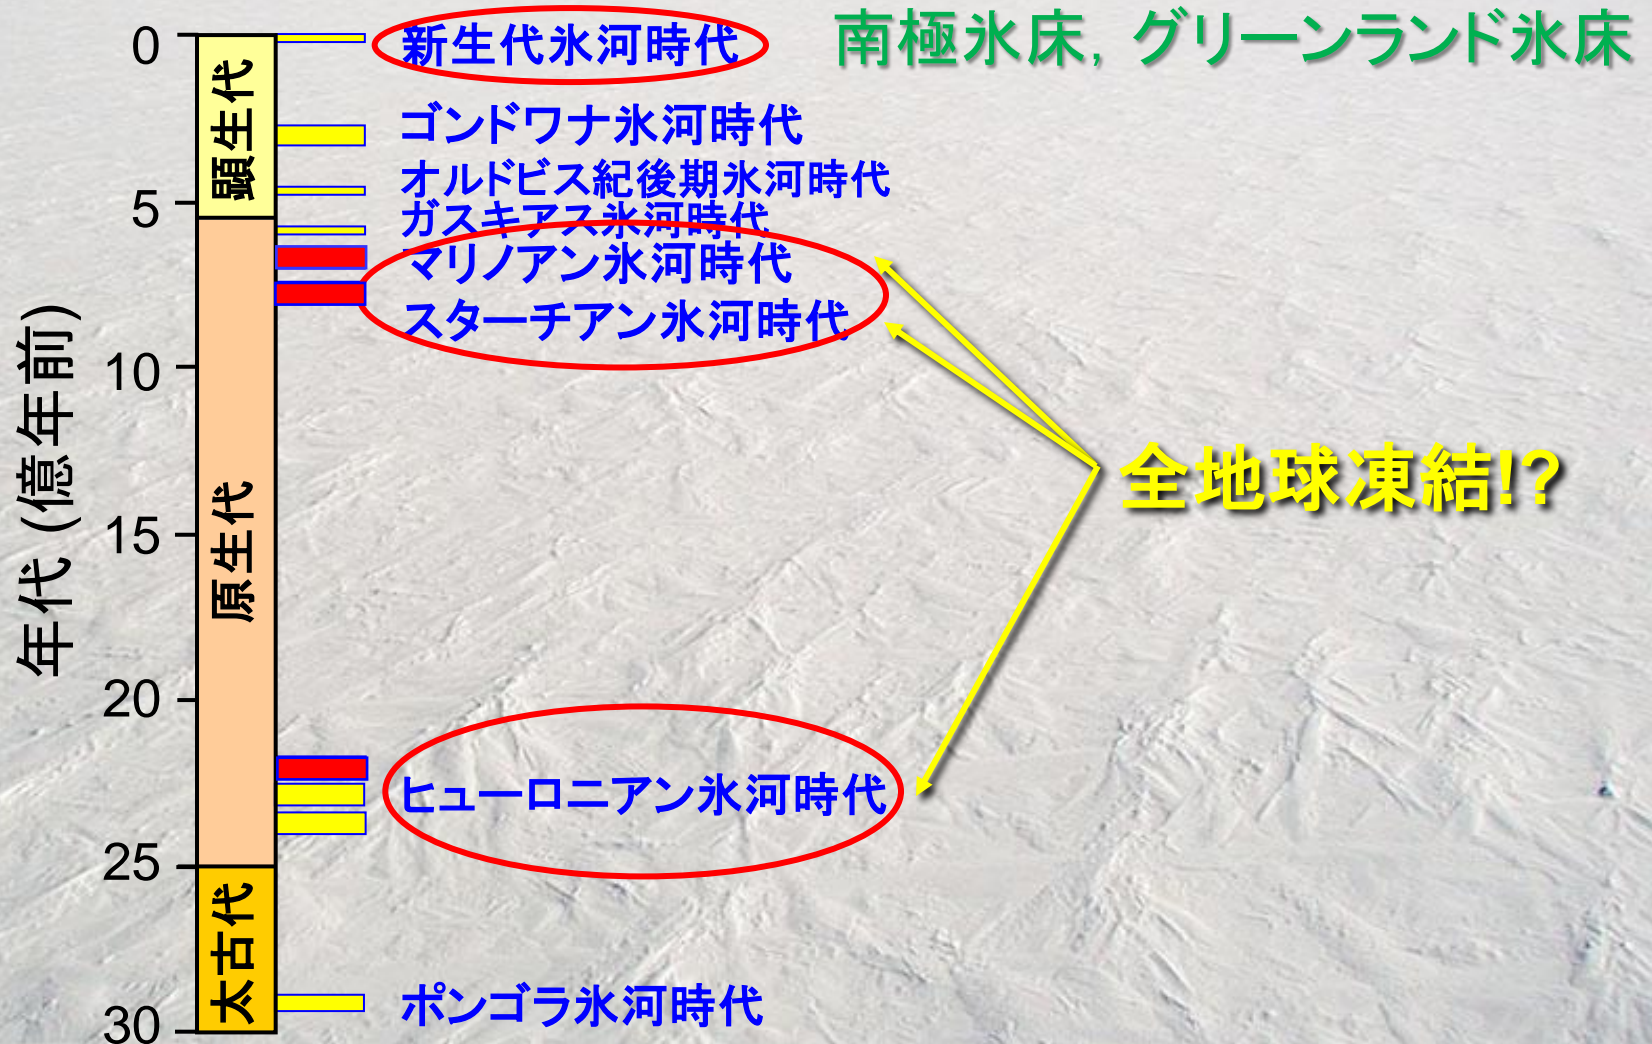 0
新生代氷河時代
南極氷床, グリーンランド氷床
顕生代
ゴンドワナ氷河時代
オルドビス紀後期氷河時代
5
ガスキアス氷河時代
マリノアン氷河時代
スターチアン氷河時代
年代 (億年前)
10
全地球凍結!?
15
原生代
20
ヒューロニアン氷河時代
25
太古代
ポンゴラ氷河時代
30